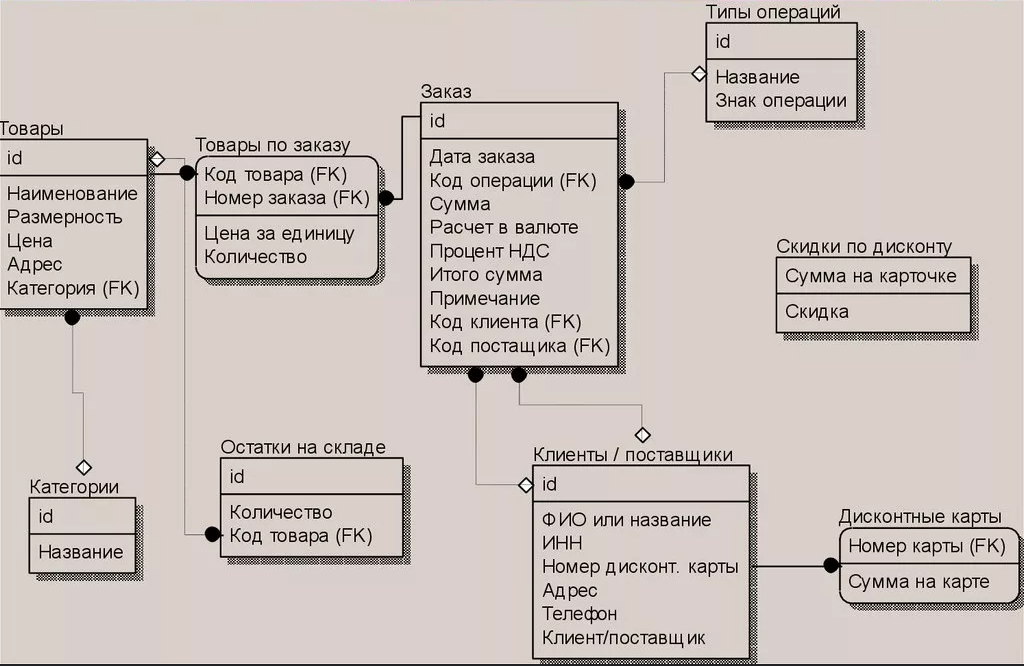 Типы операций
id
Название
Знак операции
Заказ
id
Дата заказа
Код операции (FK)
Сумма
Расчет в валюте
Процент НДС
Итого сумма
Примечание
Код клиента (FK)
Код постащика (FK)
Товары
id
Наименование
Размерность
Цена
Адрес
Категория (FK)
Товары по заказу
Код товара (FK)
Номер заказа (FK)
Цена за единицу
Количество
Скидки по дисконту
Сумма на карточке
Скидка
Остатки на складе
id
Количество
Код товара (FK)
Клиенты / поставщики
id
ФИО или название
ИНН
Номер дисконт. карты
Адрес
Телефон
Клиент/поставщик
Категории
id
Название
Дисконтные карты
Номер карты (FK)
Сумма на карте